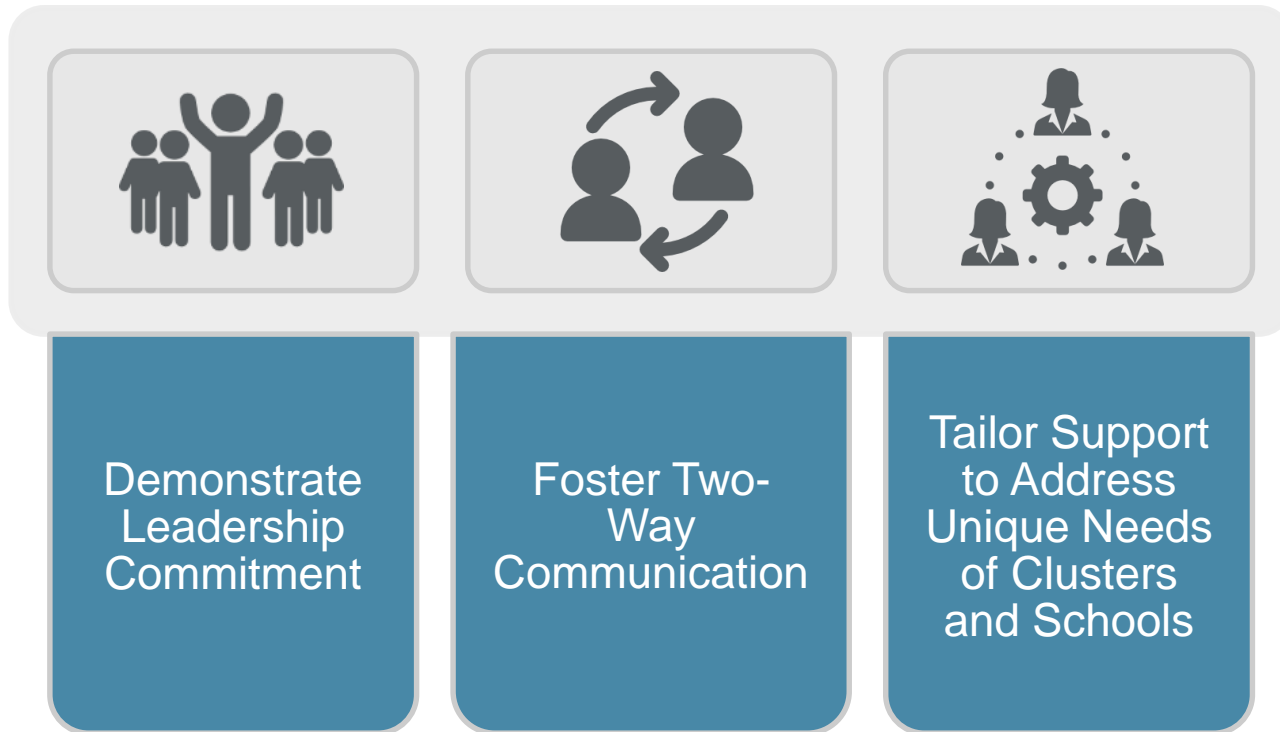 Demonstrate
Leadership
Commitment
Foster Two-
Way
Communication
Tailor Support
to Address
Unique Needs
of Clusters
and Schools